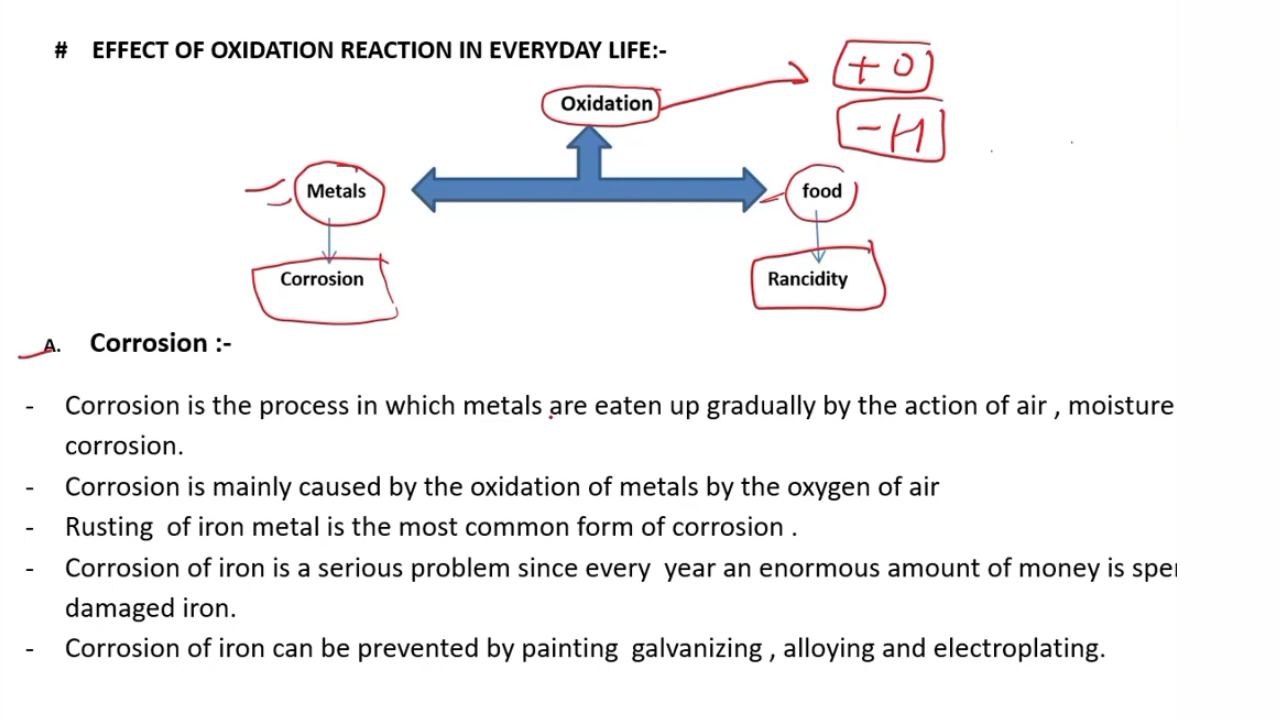 # EFFECT OF OXIDATION REACTION IN EVERYDAY LIFE:-
+ O
Oxidation
- H
Metals
food
Corrosion
Rancidity
A. Corrosion :-
- Corrosion is the process in which metals are eaten up gradually by the action of air , moisture
corrosion.
- Corrosion is mainly caused by the oxidation of metals by the oxygen of air
- Rusting of iron metal is the most common form of corrosion .
- Corrosion of iron is a serious problem since every year an enormous amount of money is
damaged iron.
- Corrosion of iron can be prevented by painting galvanizing , alloying and electroplating.